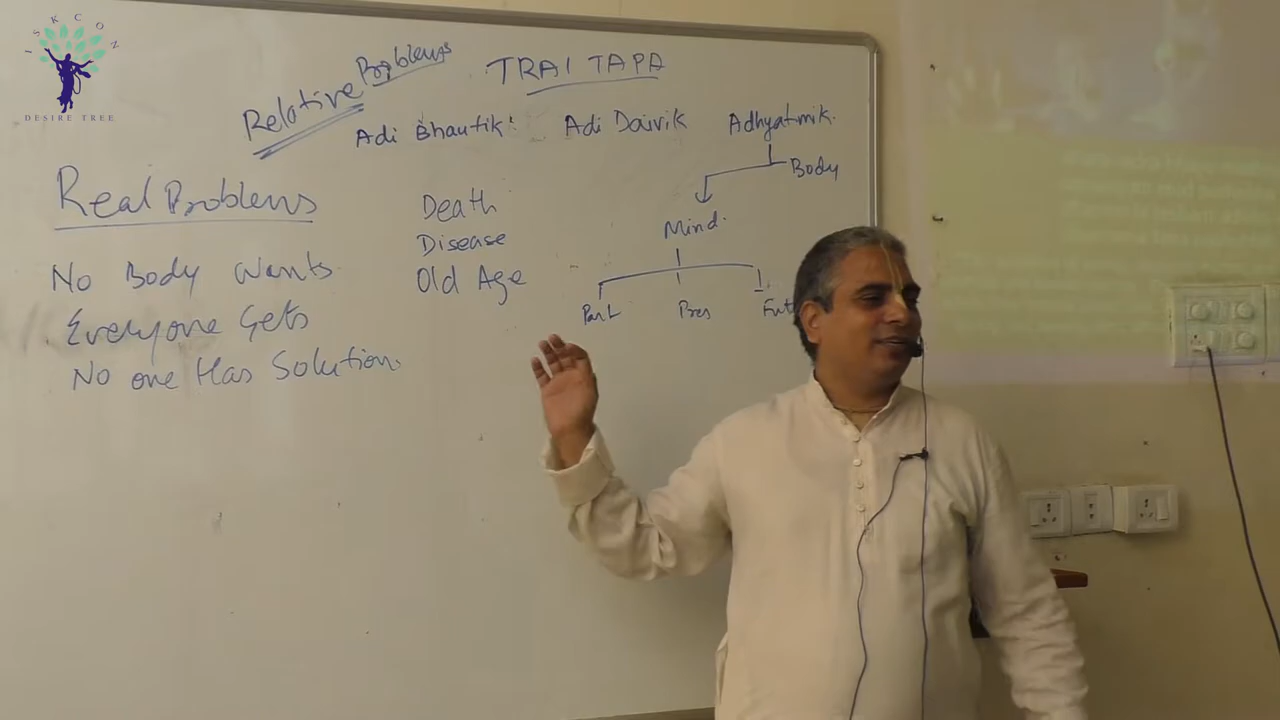 ISKCON
DESIRE TREE
Relative Problems
TRAI TAPA
Adi Bhautik
Adi Daivik
Adhyatmik.
Body
Mind.
Past Pres Fut
Real Problems
No Body Wants
Everyone Gets
No one Has Solution.
Death
Disease
Old Age